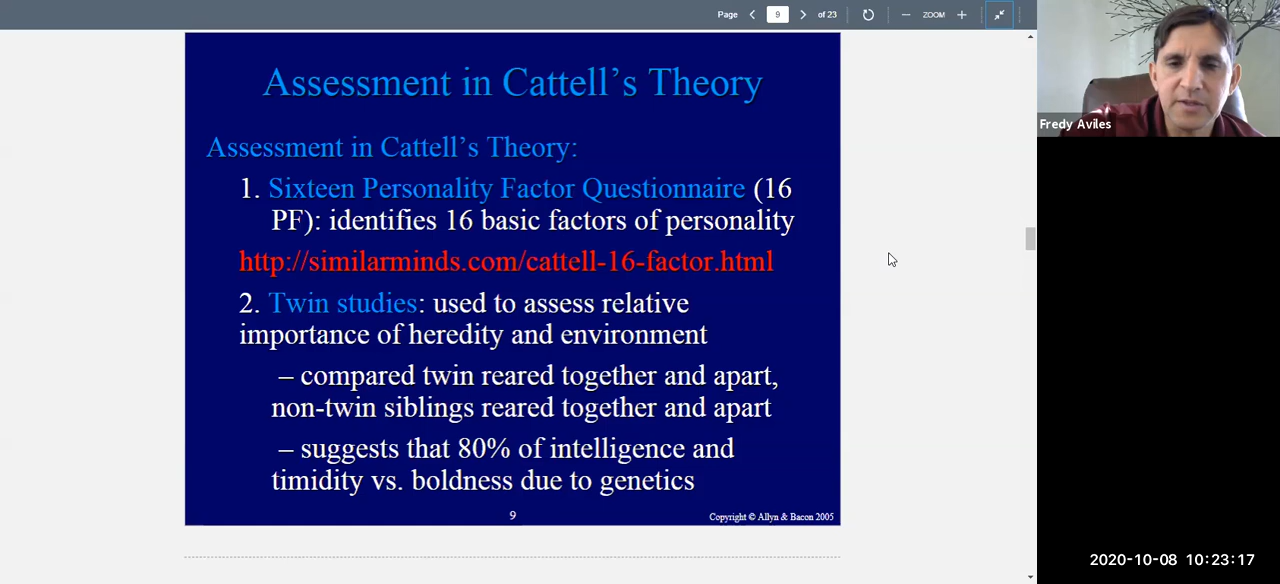 Page 9 of 23 ZOOM
Fredy Aviles
Assessment in Cattell's Theory
Assessment in Cattell's Theory:
1. Sixteen Personality Factor Questionnaire (16
PF): identifies 16 basic factors of personality
http://similarminds.com/cattell-16-factor.html
2. Twin studies: used to assess relative
importance of heredity and environment
– compared twin reared together and apart,
non-twin siblings reared together and apart
– suggests that 80% of intelligence and
timidity vs. boldness due to genetics
9
Copyright © Allyn & Bacon 2005
2020-10-08 10:23:17